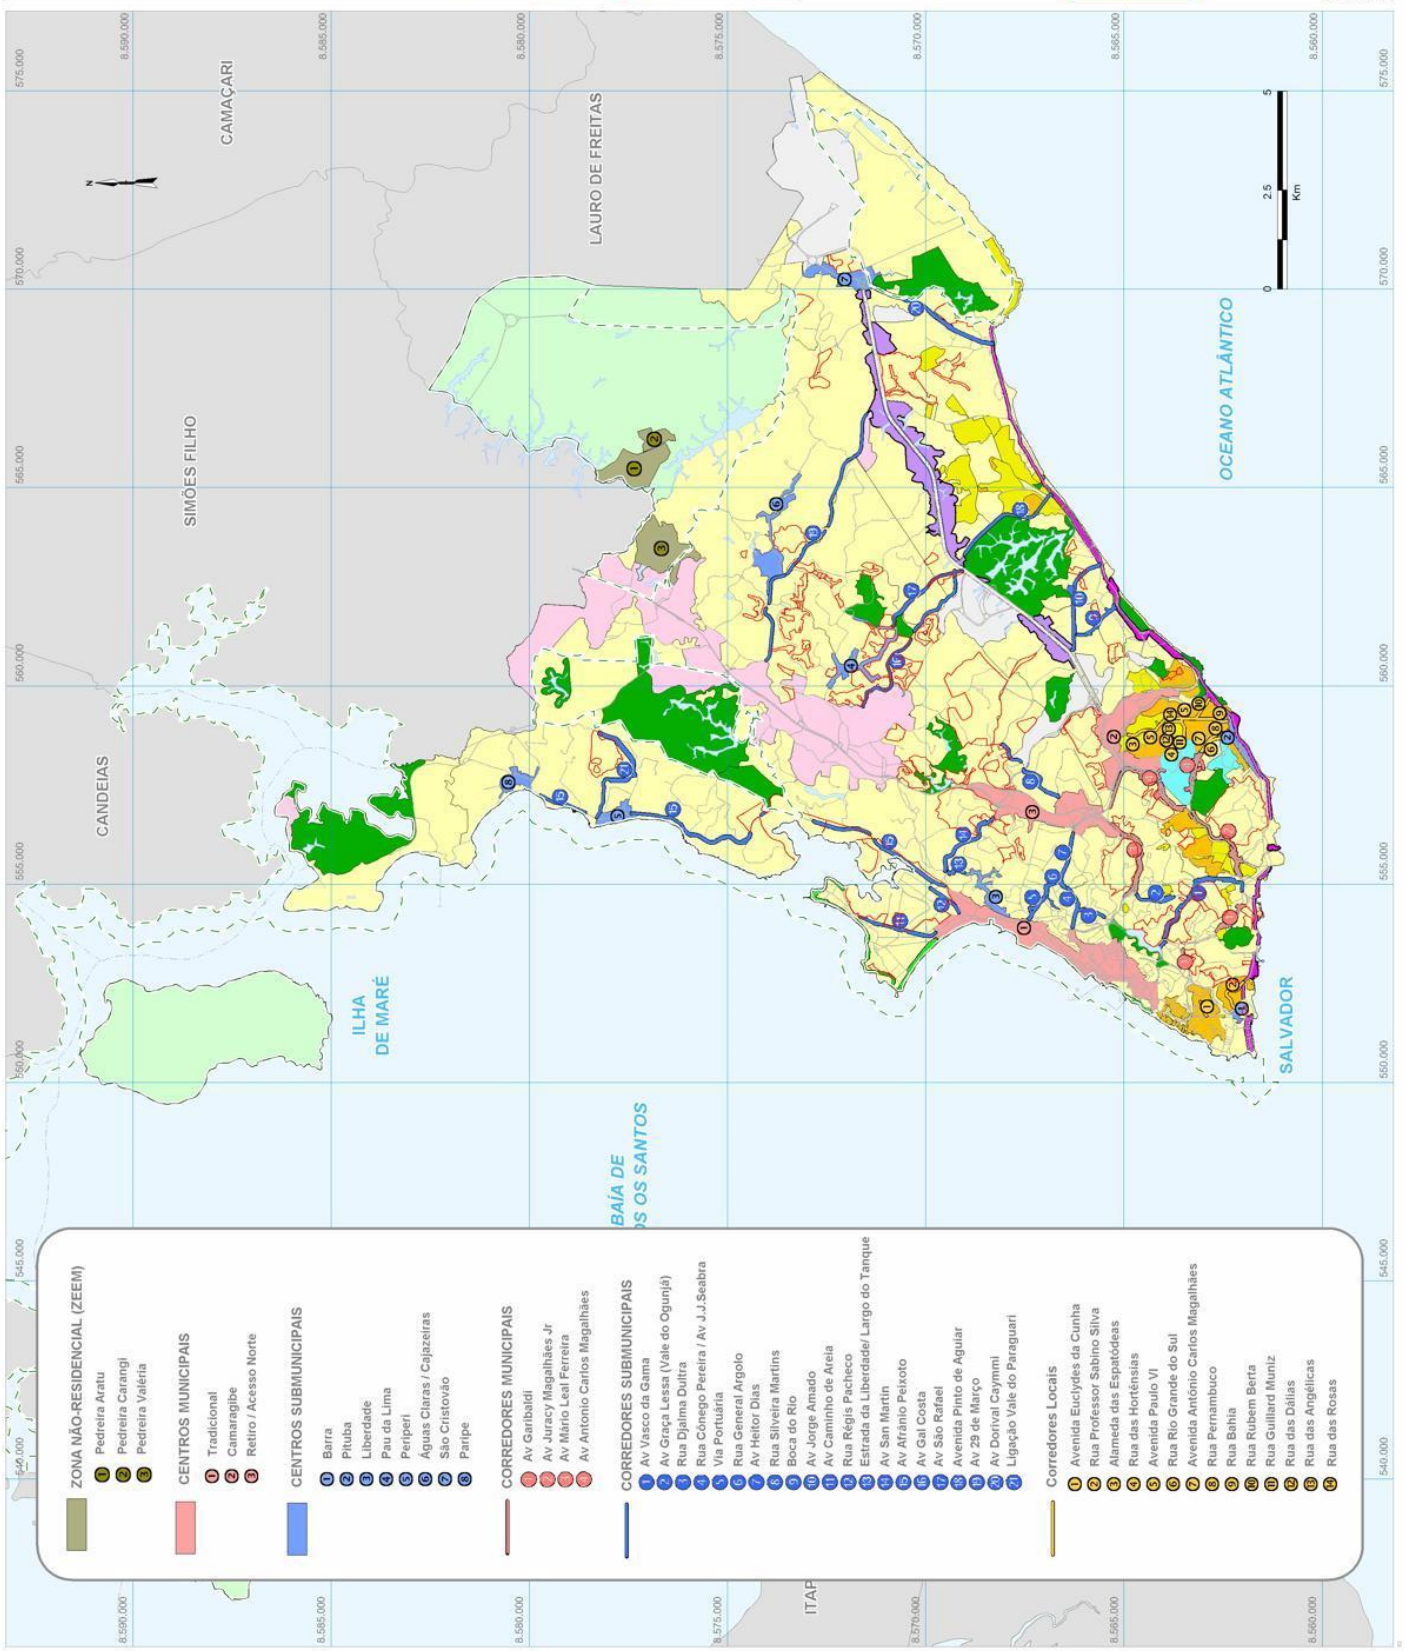 8.590.000
8.585.000
8.580.000
8.575.000
8.570.000
8.565.000
8.560.000
575.000
570.000
565.000
560.000
555.000
550.000
545.000
540.000
CAMAÇARI
LAURO DE FREITAS
SIMÕES FILHO
CANDEIAS
N
0 2.5 5
Km
OCEANO ATLÂNTICO
ILHA
DE MARÉ
BAÍA DE
OS OS SANTOS
SALVADOR
ITAP
ZONA NÃO-RESIDENCIAL (ZEEM)
1 Pedreira Aratu
2 Pedreira Carangi
3 Pedreira Valéria
CENTROS MUNICIPAIS
1 Tradicional
2 Camaragibe
3 Retiro / Acesso Norte
CENTROS SUBMUNICIPAIS
1 Barra
2 Pituba
3 Liberdade
4 Pau da Lima
5 Periperi
6 Águas Claras / Cajazeiras
7 São Cristovão
8 Paripe
CORREDORES MUNICIPAIS
1 Av Garibaldi
2 Av Juracy Magalhães Jr
3 Av Mário Leal Ferreira
4 Av Antonio Carlos Magalhães
CORREDORES SUBMUNICIPAIS
1 Av Vasco da Gama
2 Av Graça Lessa (Vale do Ogunjá)
3 Rua Djalma Dultra
4 Rua Cônego Pereira / Av J.J.Seabra
5 Via Portuária
6 Rua General Argolo
7 Av Heitor Dias
8 Rua Silveira Martins
9 Boca do Rio
10 Av Jorge Amado
11 Av Caminho de Areia
12 Rua Régis Pacheco
13 Estrada da Liberdade/ Largo do Tanque
14 Av San Martin
15 Av Afrânio Peixoto
16 Av Gal Costa
17 Av São Rafael
18 Avenida Pinto de Aguiar
19 Av 29 de Março
20 Av Dorival Caymmi
21 Ligação Vale do Paraguari
Corredores Locais
1 Avenida Euclydes da Cunha
2 Rua Professor Sabino Silva
3 Alameda das Espatódeas
4 Rua das Hortênsias
5 Avenida Paulo VI
6 Rua Rio Grande do Sul
7 Avenida Antônio Carlos Magalhães
8 Rua Pernambuco
9 Rua Bahia
10 Rua Rubem Berta
11 Rua Guillard Muniz
12 Rua das Dálias
13 Rua das Angélicas
14 Rua das Rosas